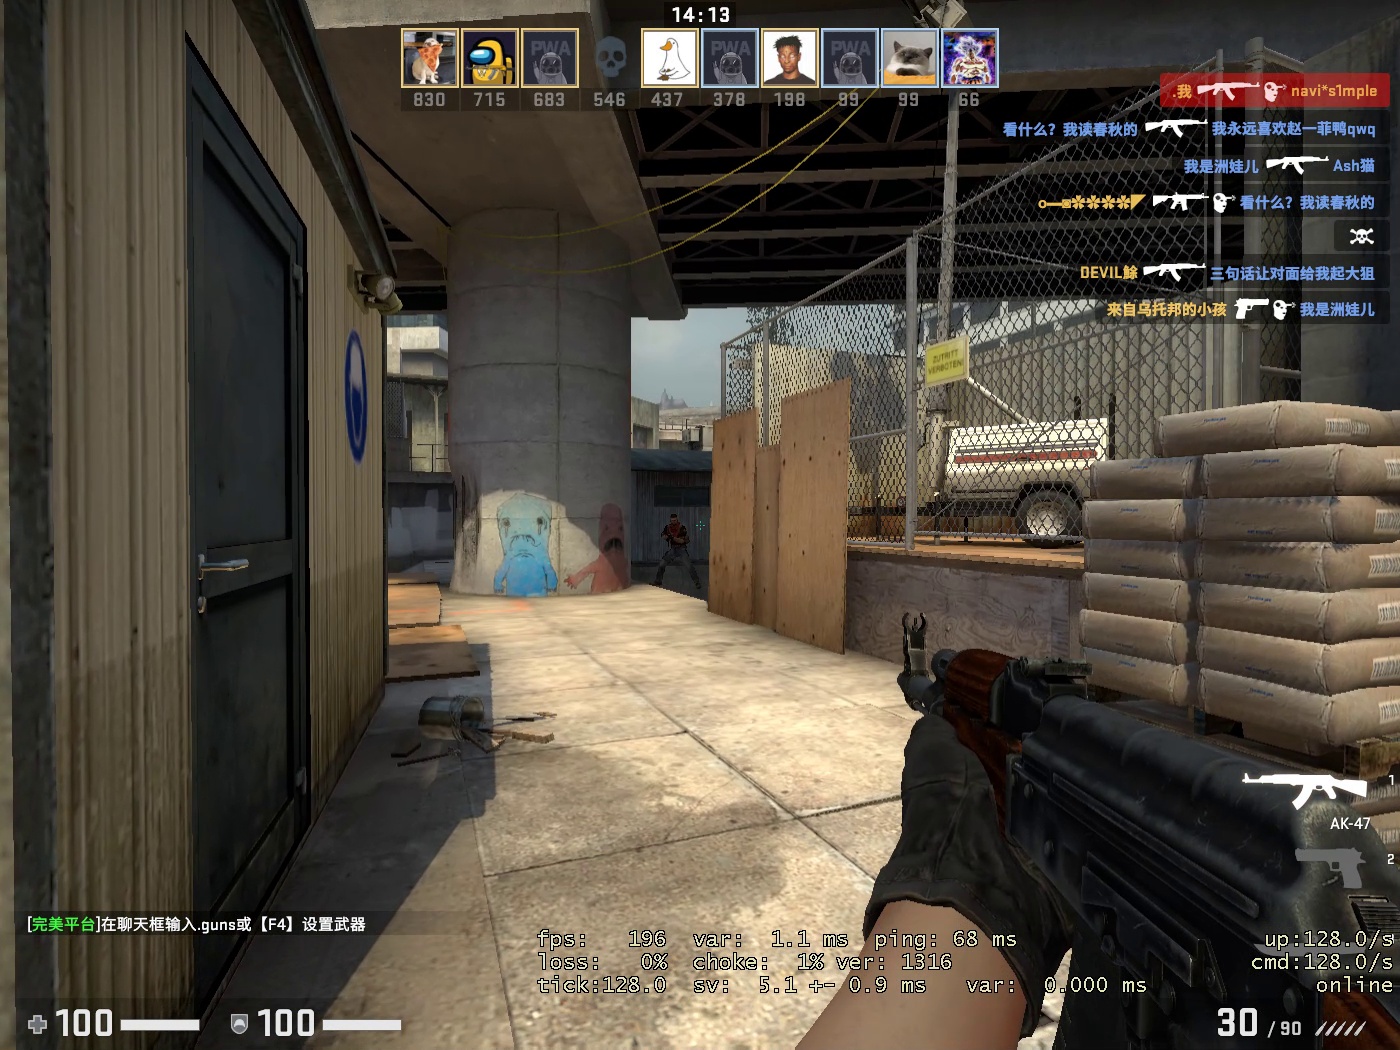 14:13
PWA
PWA
PWA
830 715 683 546 437 378 198 99 99 66
.我 navi*s1mple
看什么？我读春秋的 我永远喜欢赵一菲鸭qwq
我是洲娃儿 Ash猫
看什么？我读春秋的
DEVIL鯨 三句话让对面给我起大狙
来自乌托邦的小孩 我是洲娃儿
ZUTRITT
VERBOTEN!
1
AK-47
2
[完美平台]在聊天框输入.guns或【F4】设置武器
fps: 196 var: 1.1 ms ping: 68 ms
loss: 0% choke: 1% ver: 1316
tick:128.0 sv: 5.1 +- 0.9 ms var: 0.000 ms
up:128.0/s
cmd:128.0/s
online
100 100
30 / 90